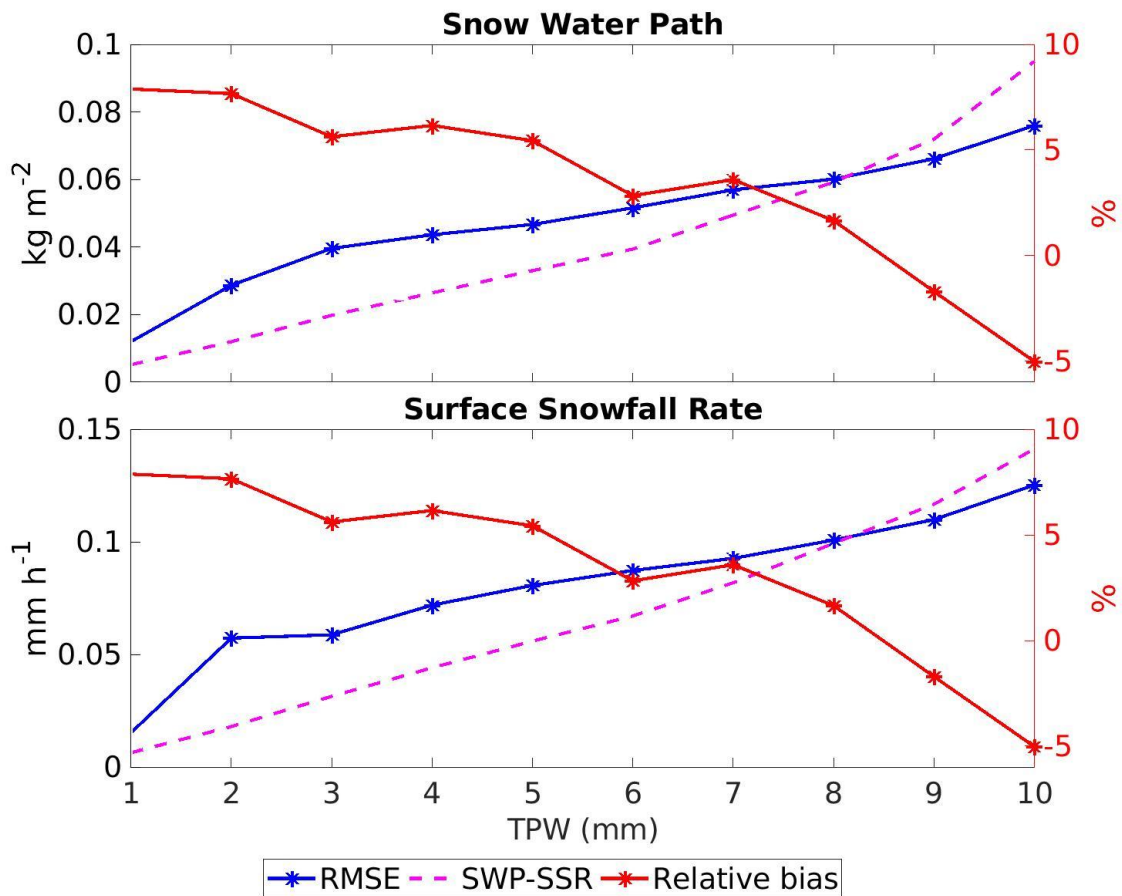 Snow Water Path
0.1
0.08
0.06
0.04
0.02
0
kg m⁻²
10
5
0
-5
%
Surface Snowfall Rate
0.15
0.1
0.05
0
mm h⁻¹
10
5
0
-5
%
1 2 3 4 5 6 7 8 9 10
TPW (mm)
RMSE SWP-SSR Relative bias